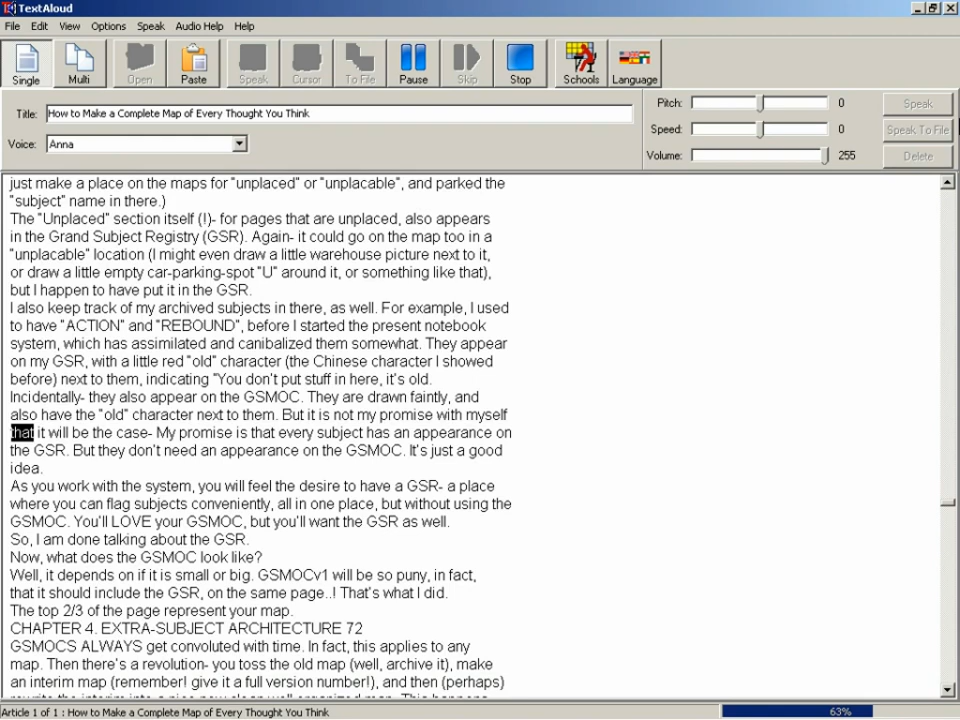 TextAloud
File Edit View Options Speak Audio Help Help
Single Multi Open Paste Speak Cursor To File Pause Skip Stop Schools Language
Title: How to Make a Complete Map of Every Thought You Think
Voice: Anna
Pitch: 0 Speak
Speed: 0 Speak To File
Volume: 255 Delete
just make a place on the maps for "unplaced" or "unplacable", and parked the
"subject" name in there.)
The "Unplaced" section itself (!)- for pages that are unplaced, also appears
in the Grand Subject Registry (GSR). Again- it could go on the map too in a
"unplacable" location (I might even draw a little warehouse picture next to it,
or draw a little empty car-parking-spot "U" around it, or something like that),
but I happen to have put it in the GSR.
I also keep track of my archived subjects in there, as well. For example, I used
to have "ACTION" and "REBOUND", before I started the present notebook
system, which has assimilated and canibalized them somewhat. They appear
on my GSR, with a little red "old" character (the Chinese character I showed
before) next to them, indicating "You don't put stuff in here, it's old.
Incidentally- they also appear on the GSMOC. They are drawn faintly, and
also have the "old" character next to them. But it is not my promise with myself
that it will be the case- My promise is that every subject has an appearance on
the GSR. But they don't need an appearance on the GSMOC. It's just a good
idea.
As you work with the system, you will feel the desire to have a GSR- a place
where you can flag subjects conveniently, all in one place, but without using the
GSMOC. You'll LOVE your GSMOC, but you'll want the GSR as well.
So, I am done talking about the GSR.
Now, what does the GSMOC look like?
Well, it depends on if it is small or big. GSMOCv1 will be so puny, in fact,
that it should include the GSR, on the same page..! That's what I did.
The top 2/3 of the page represent your map.
CHAPTER 4. EXTRA-SUBJECT ARCHITECTURE 72
GSMOCS ALWAYS get convoluted with time. In fact, this applies to any
map. Then there's a revolution- you toss the old map (well, archive it), make
an interim map (remember! give it a full version number!), and then (perhaps)
Article 1 of 1 : How to Make a Complete Map of Every Thought You Think 63%